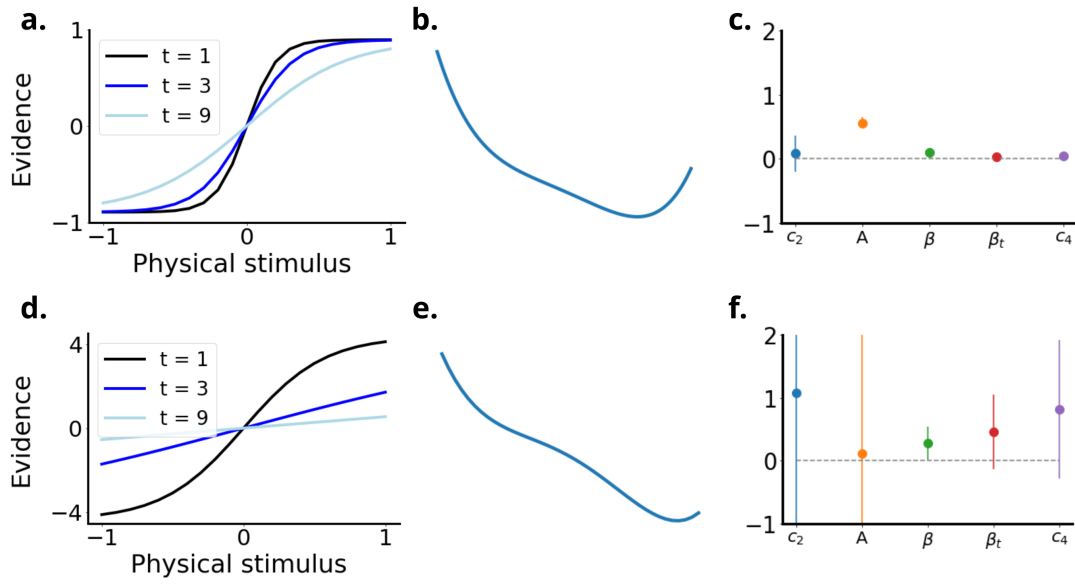 a.
1
0
−1
Evidence
t = 1
t = 3
t = 9
−1
0
1
Physical stimulus
b.
c.
2
1
0
−1
c₂
A
β
βₜ
c₄
d.
4
0
−4
Evidence
t = 1
t = 3
t = 9
−1
0
1
Physical stimulus
e.
f.
2
1
0
−1
c₂
A
β
βₜ
c₄